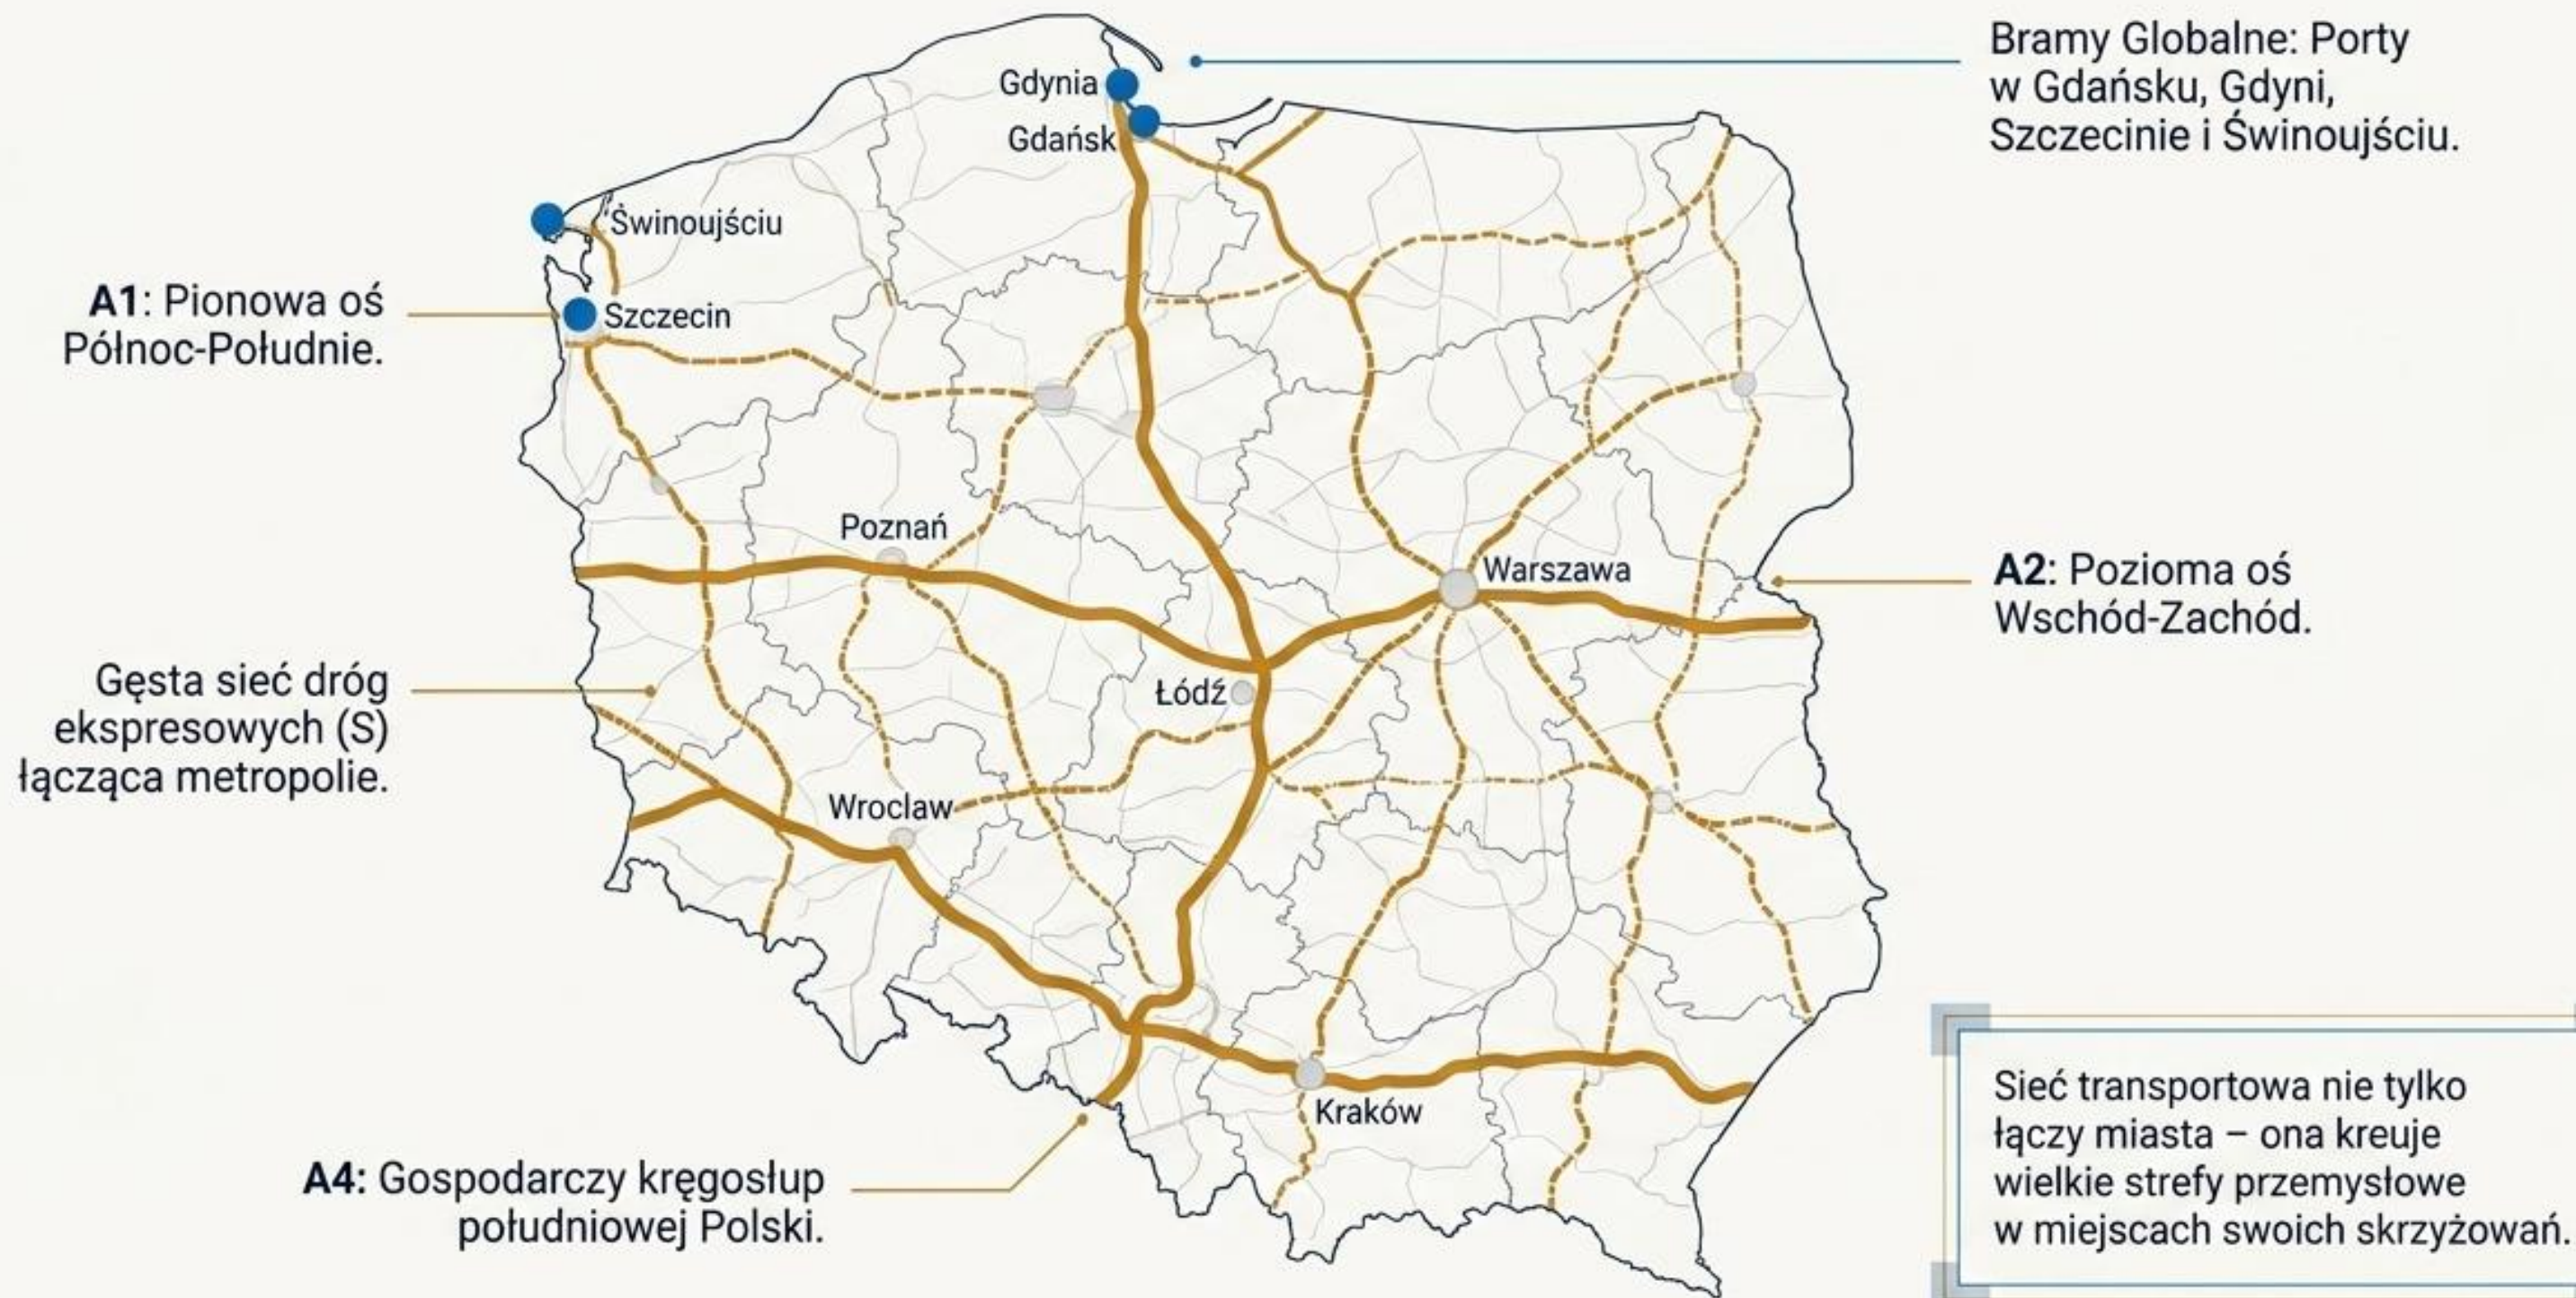 Bramy Globalne: Porty
w Gdańsku, Gdyni,
Szczecinie i Świnoujściu.
Gdynia
Gdańsk
Świnoujściu
A1: Pionowa oś
Północ-Południe.
Szczecin
Poznań
Warszawa
A2: Pozioma oś
Wschód-Zachód.
Gęsta sieć dróg
ekspresowych (S)
łącząca metropolie.
Łódź
Wroclaw
Kraków
A4: Gospodarczy kręgosłup
południowej Polski.
Sieć transportowa nie tylko
łączy miasta – ona kreuje
wielkie strefy przemysłowe
w miejscach swoich skrzyżowań.